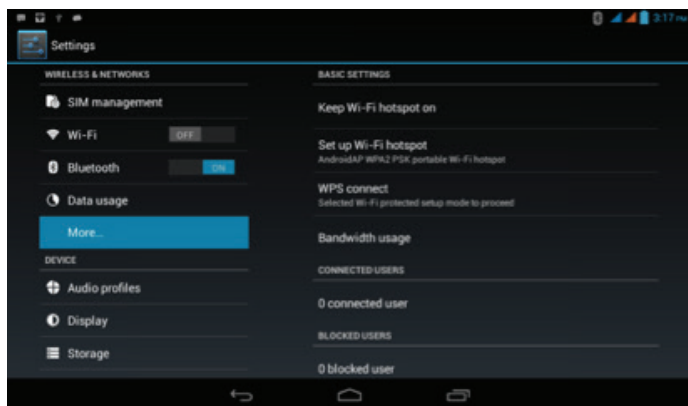 3:17 PM
Settings
WIRELESS & NETWORKS
SIM management
Wi-Fi
OFF
Bluetooth
ON
Data usage
More...
DEVICE
Audio profiles
Display
Storage
BASIC SETTINGS
Keep Wi-Fi hotspot on
Set up Wi-Fi hotspot
AndroidAP WPA2 PSK portable Wi-Fi hotspot
WPS connect
Selected Wi-Fi protected setup mode to proceed
Bandwidth usage
CONNECTED USERS
0 connected user
BLOCKED USERS
0 blocked user